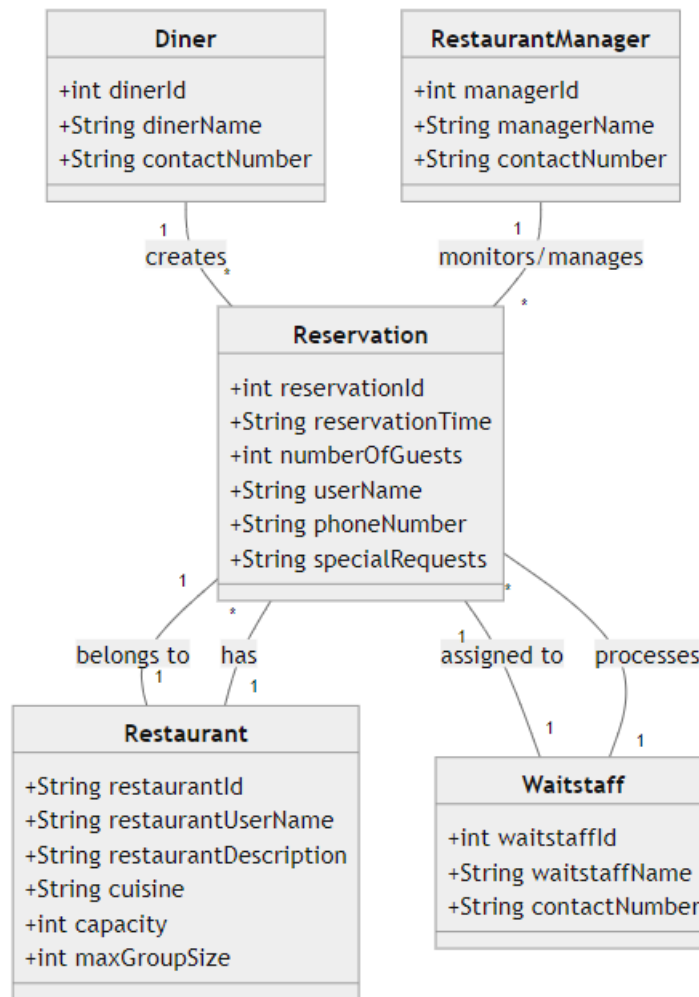 Diner
+int dinerId
+String dinerName
+String contactNumber
RestaurantManager
+int managerId
+String managerName
+String contactNumber
1
creates
*
1
monitors/manages
*
Reservation
+int reservationId
+String reservationTime
+int numberOfGuests
+String userName
+String phoneNumber
+String specialRequests
1
belongs to
1
*
has
1
1
assigned to
1
*
processes
1
Restaurant
+String restaurantId
+String restaurantUserName
+String restaurantDescription
+String cuisine
+int capacity
+int maxGroupSize
Waitstaff
+int waitstaffId
+String waitstaffName
+String contactNumber